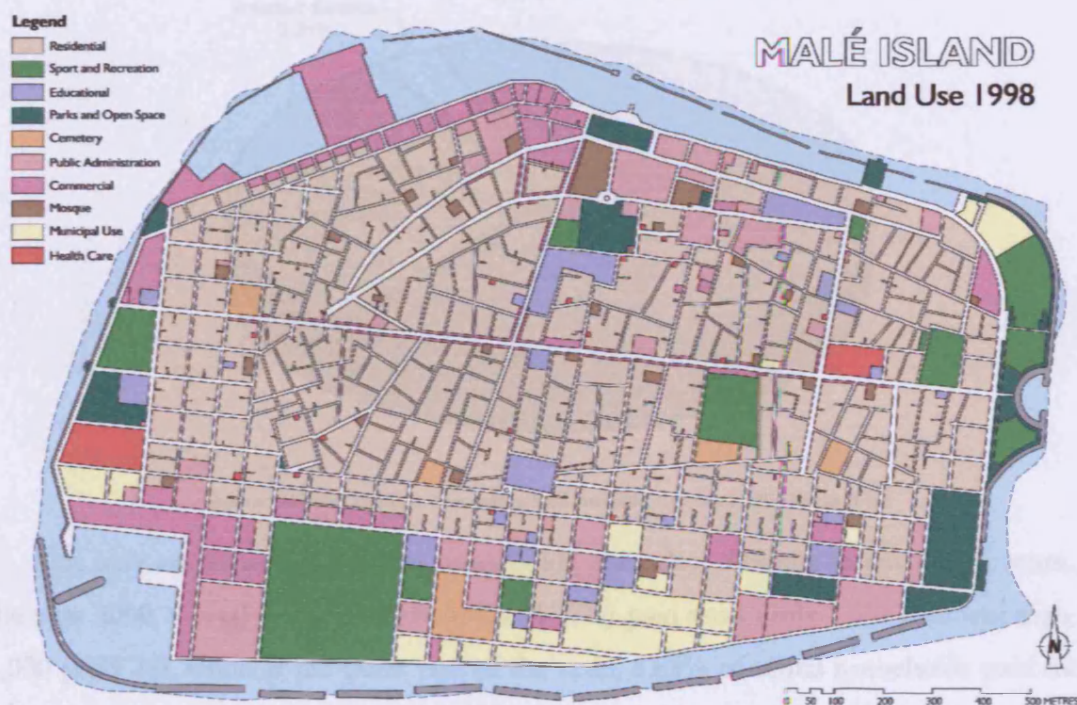 Legend
Residential
Sport and Recreation
Educational
Parks and Open Space
Cemetery
Public Administration
Commercial
Mosque
Municipal Use
Health Care
MALÉ ISLAND
Land Use 1998
N
0 50 100 200 300 400 500 METRES